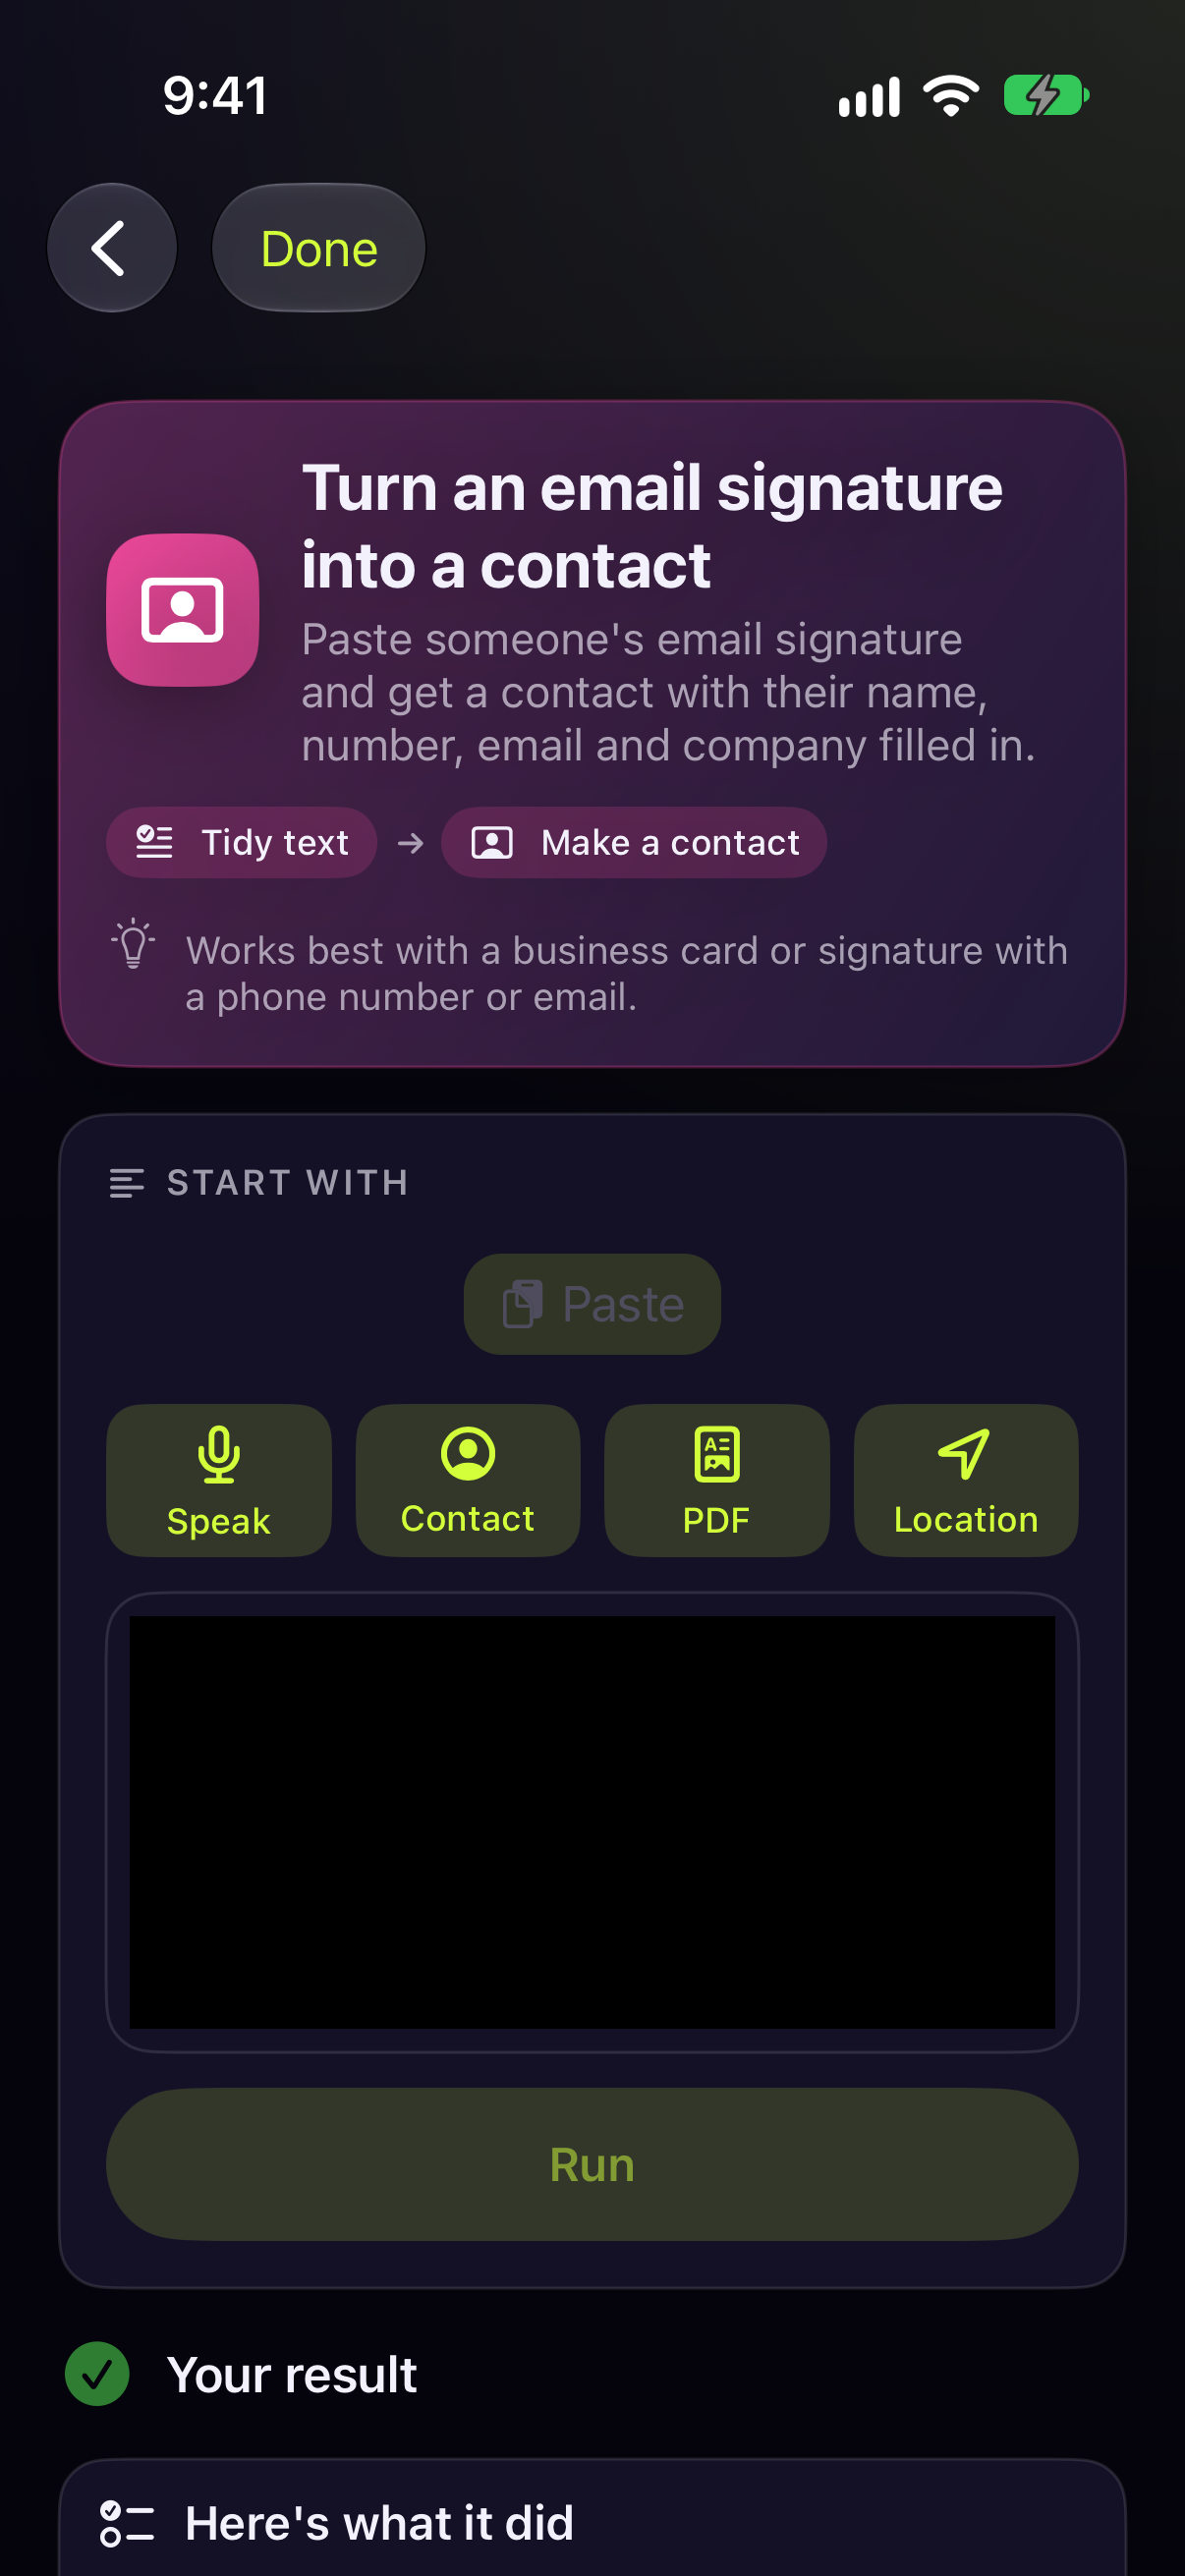 9:41
Done
Turn an email signature
into a contact
Paste someone's email signature
and get a contact with their name,
number, email and company filled in.
Tidy text → Make a contact
Works best with a business card or signature with
a phone number or email.
START WITH
Paste
Speak Contact PDF Location
Run
Your result
Here's what it did